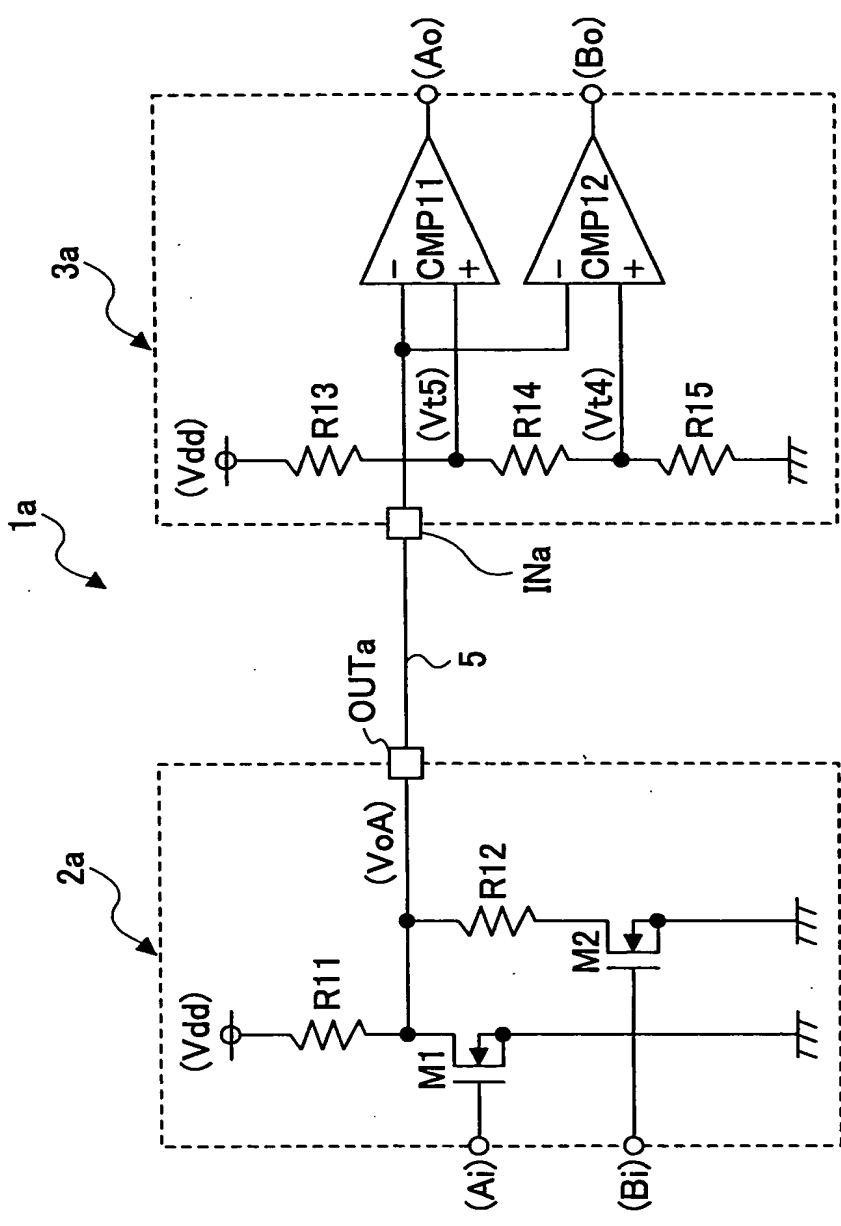 1a
2a
3a
(Vdd)
R11
(VoA)
OUTa
R12
M1
M2
(Ai)
(Bi)
5
INa
(Vdd)
R13
(Vt5)
R14
(Vt4)
R15
−
CMP11
+
−
CMP12
+
(Ao)
(Bo)